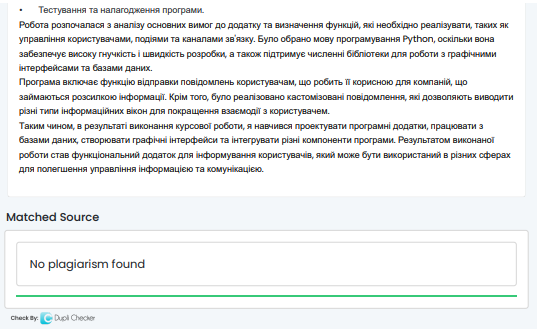 • Тестування та налагодження програми.
Робота розпочалася з аналізу основних вимог до додатку та визначення функцій, які необхідно реалізувати, таких як
управління користувачами, подіями та каналами зв'язку. Було обрано мову програмування Python, оскільки вона
забезпечує високу гнучкість і швидкість розробки, а також підтримує численні бібліотеки для роботи з графічними
інтерфейсами та базами даних.
Програма включає функцію відправки повідомлень користувачам, що робить її корисною для компаній, що
займаються розсилкою інформації. Крім того, було реалізовано кастомізовані повідомлення, які дозволяють виводити
різні типи інформаційних вікон для покращення взаємодії з користувачем.
Таким чином, в результаті виконання курсової роботи, я навчився проектувати програмні додатки, працювати з
базами даних, створювати графічні інтерфейси та інтегрувати різні компоненти програми. Результатом виконаної
роботи став функціональний додаток для інформування користувачів, який може бути використаний в різних сферах
для полегшення управління інформацією та комунікацією.
Matched Source
No plagiarism found
Check By: Dupli Checker